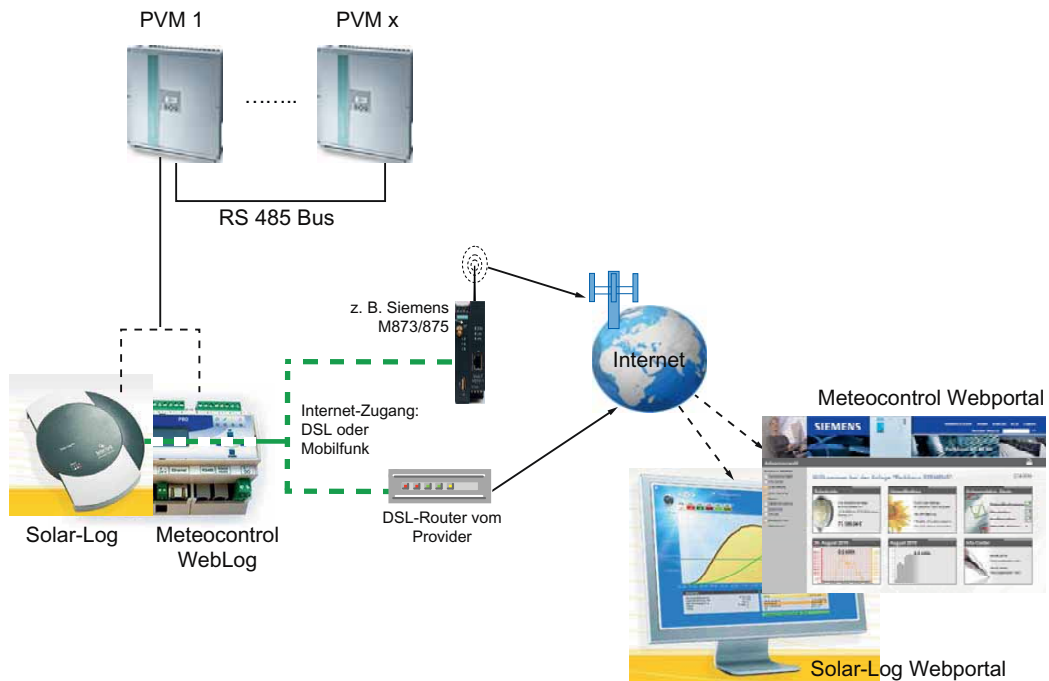 PVM 1
PVM x
........
RS 485 Bus
z. B. Siemens
M873/875
Internet
Internet-Zugang:
DSL oder
Mobilfunk
Solar-Log
Meteocontrol
WebLog
DSL-Router vom
Provider
Meteocontrol Webportal
SIEMENS
Solar-Log Webportal